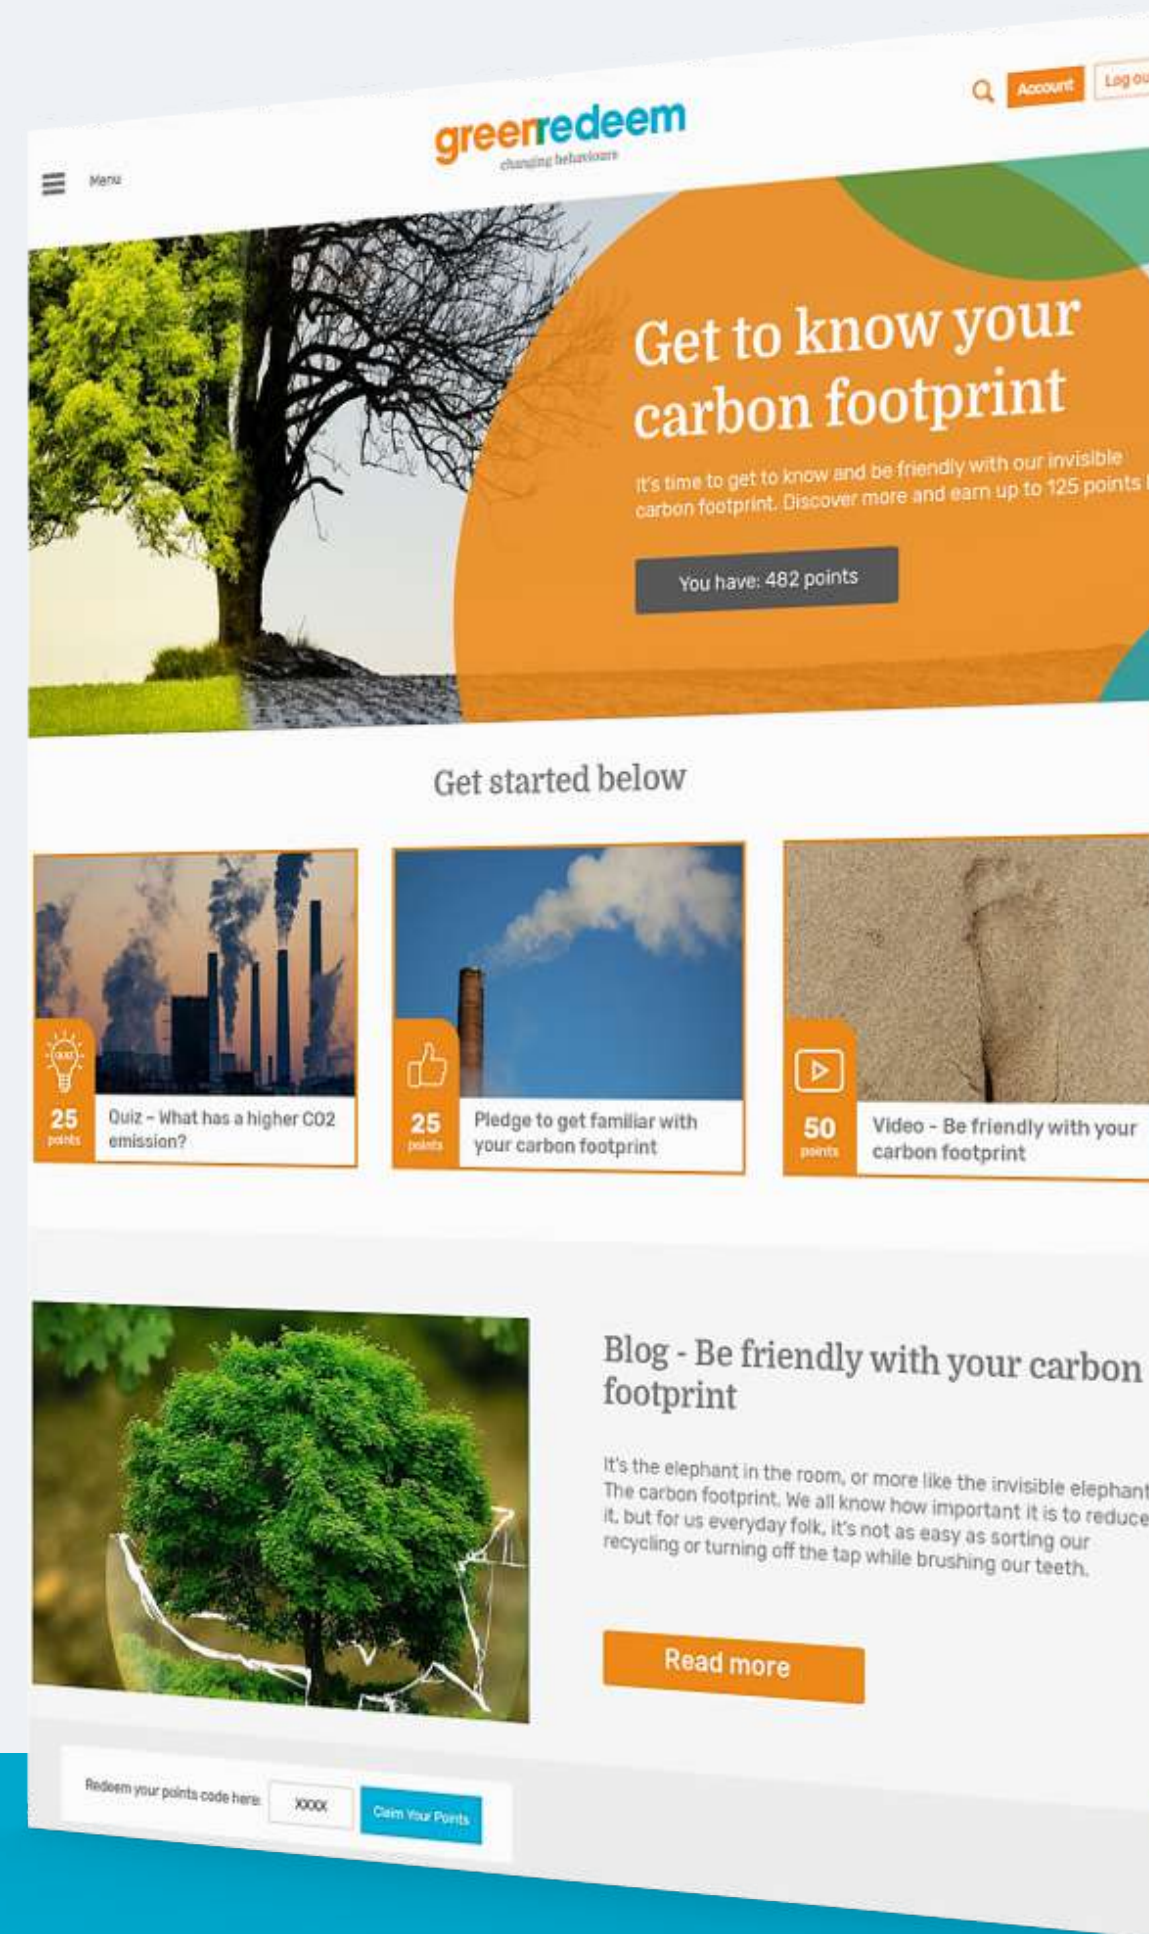 Menu
greenredeem
changing behaviours
Account
Log ou
Get to know your
carbon footprint
It's time to get to know and be friendly with our invisible
carbon footprint. Discover more and earn up to 125 points
You have: 482 points
Get started below
QUIZ
25
points
Quiz – What has a higher CO2
emission?
25
points
Pledge to get familiar with
your carbon footprint
50
points
Video - Be friendly with your
carbon footprint
Blog - Be friendly with your carbon
footprint
It's the elephant in the room, or more like the invisible elephant
The carbon footprint. We all know how important it is to reduce
it, but for us everyday folk, it's not as easy as sorting our
recycling or turning off the tap while brushing our teeth.
Read more
Redeem your points code here:
XXXX
Claim Your Points